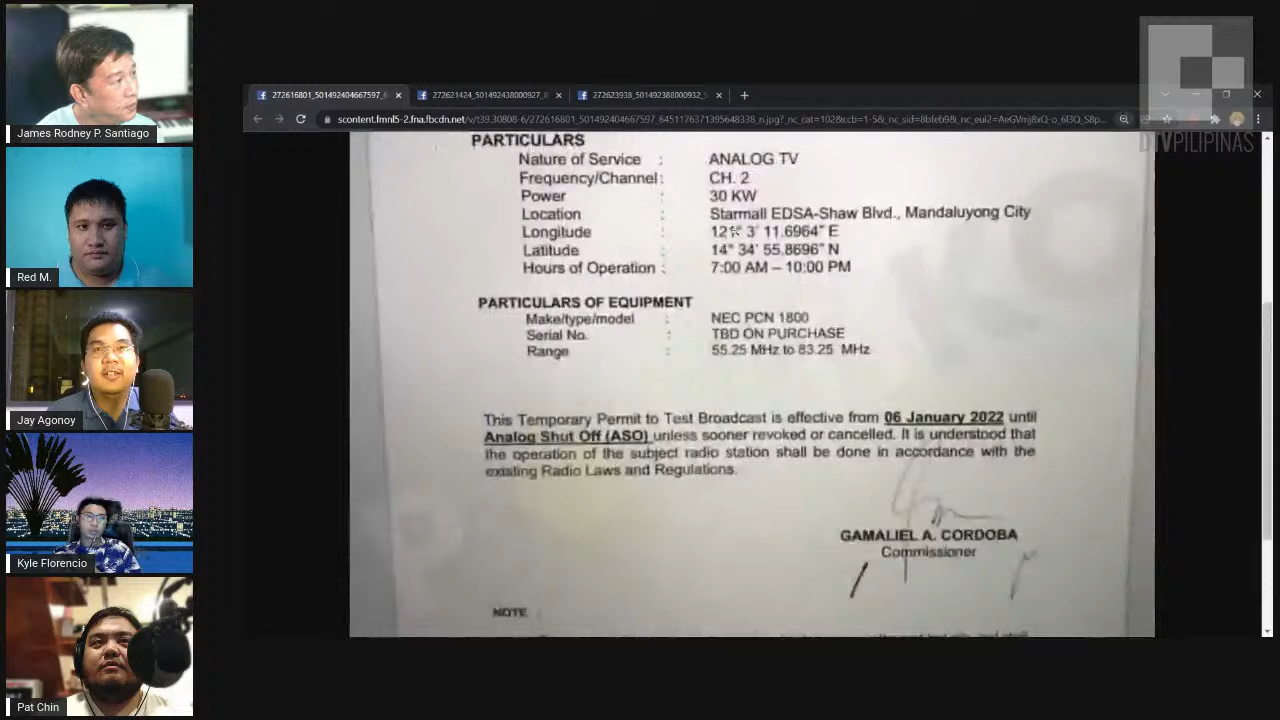 James Rodney P. Santiago
Red M.
Jay Agonoy
Kyle Florencio
Pat Chin
272616801_501492404667597_6
272621424_501492438000927_
272623938_501492438000932_
DTVPILIPINAS
PARTICULARS
Nature of Service : ANALOG TV
Frequency/Channel : CH. 2
Power : 30 KW
Location : Starmall EDSA-Shaw Blvd., Mandaluyong City
Longitude : 3' 11.6964" E
Latitude : 14° 34' 55.8696" N
Hours of Operation : 7:00 AM – 10:00 PM
PARTICULARS OF EQUIPMENT
Make/type/model : NEC PCN 1800
Serial No. : TBD ON PURCHASE
Range : 55.25 MHz to 83.25 MHz
This Temporary Permit to Test Broadcast is effective from 06 January 2022 until
Analog Shut Off (ASO) unless sooner revoked or cancelled. It is understood that
the operation of the subject radio station shall be done in accordance with the
existing Radio Laws and Regulations.
GAMALIEL A. CORDOBA
Commissioner
NOTE